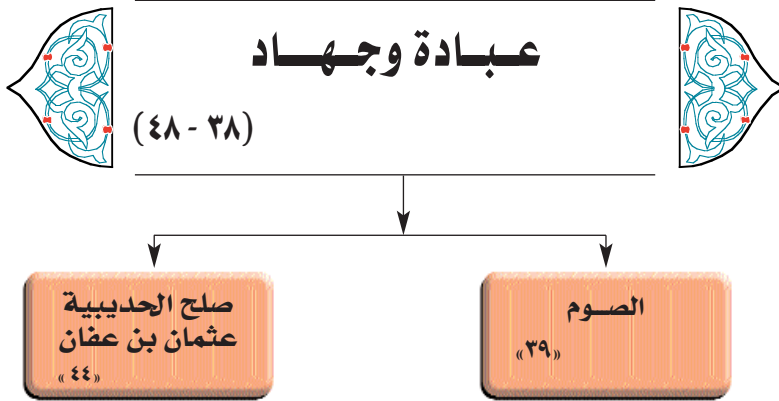 عبادة وجهاد
(٣٨ - ٤٨)
الصوم
«٣٩»
صلح الحديبية
عثمان بن عفان
«٤٤»